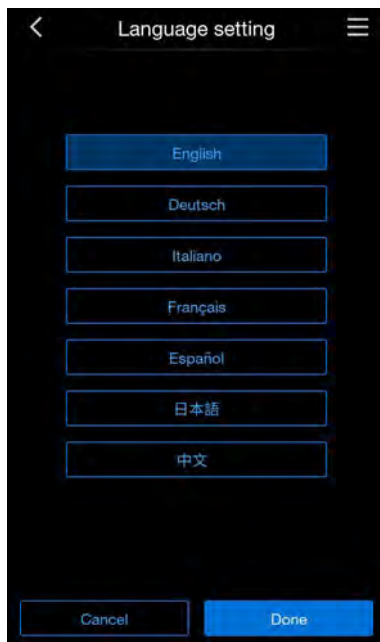 Language setting
English
Deutsch
Italiano
Français
Español
日本語
中文
Cancel Done